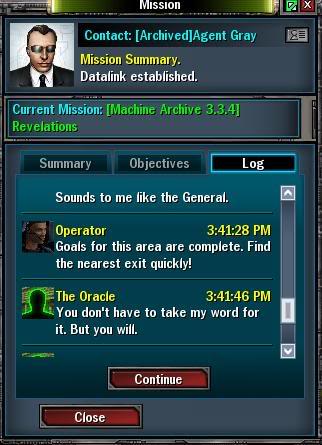 Mission
Contact: [Archived]Agent Gray
Mission Summary.
Datalink established.
Current Mission: [Machine Archive 3.3.4]
Revelations
Summary
Objectives
Log
Sounds to me like the General.
Operator 3:41:28 PM
Goals for this area are complete. Find
the nearest exit quickly!
The Oracle 3:41:46 PM
You don't have to take my word for
it. But you will.
Continue
Close